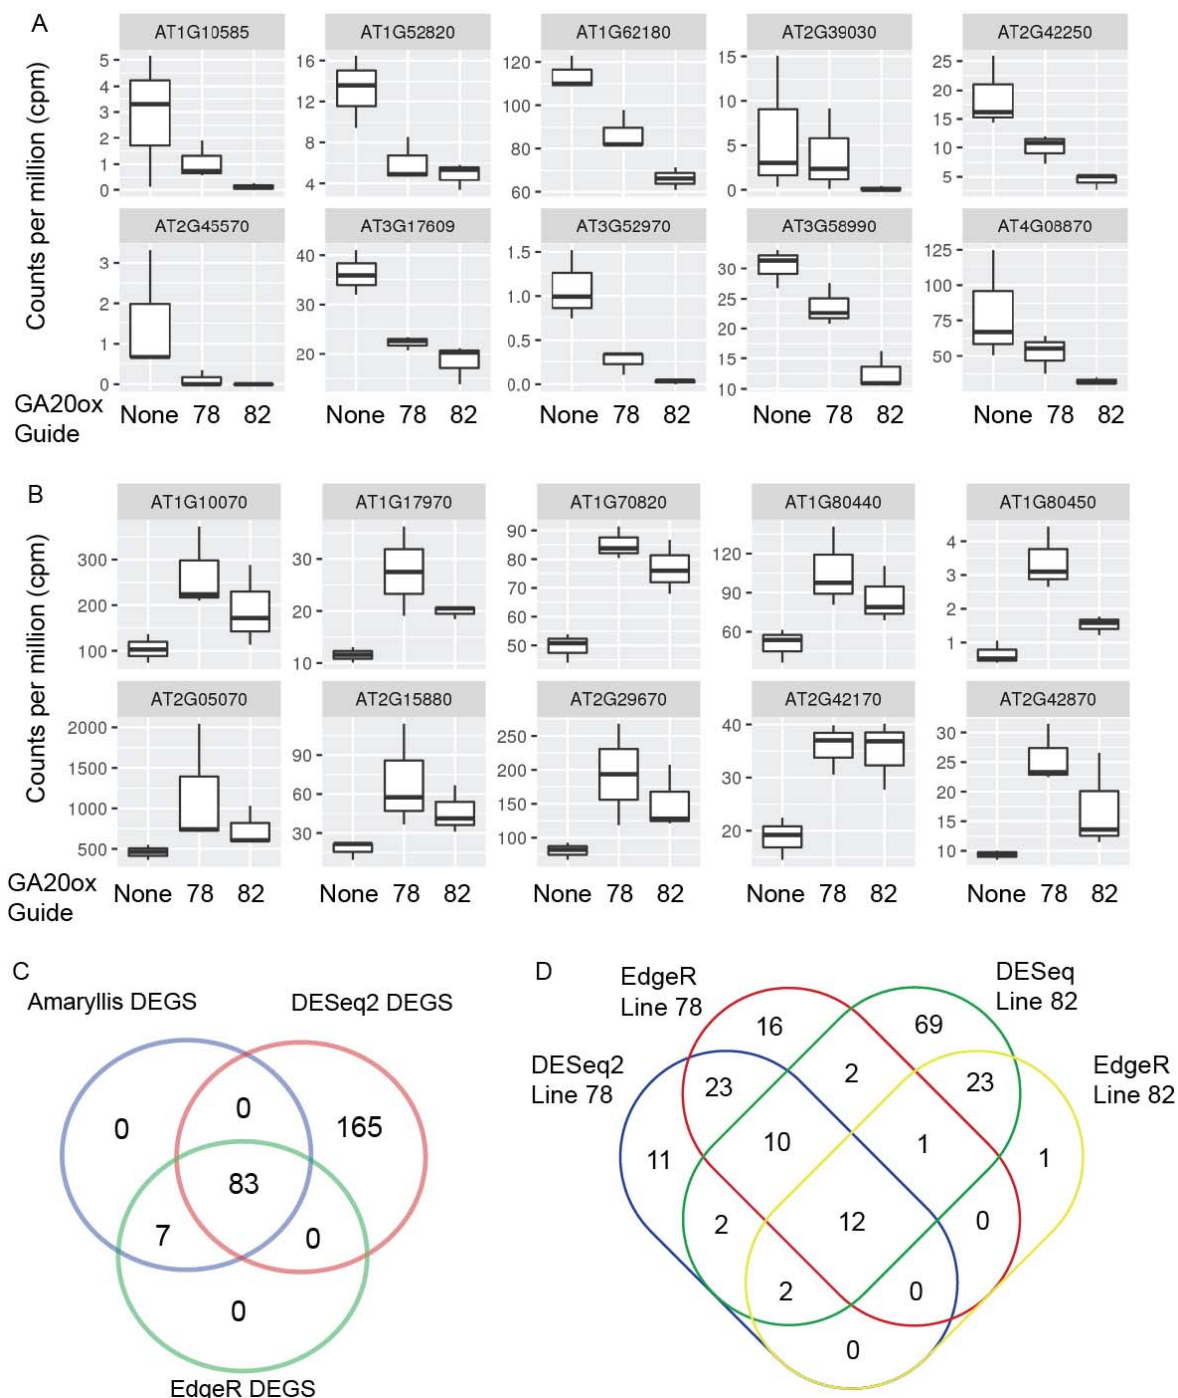 A
Counts per million (cpm)
AT1G10585 AT1G52820 AT1G62180 AT2G39030 AT2G42250
5 4 3 2 1 0
16 12 8 4
120 100 80 60
15 10 5 0
25 20 15 10 5
AT2G45570 AT3G17609 AT3G52970 AT3G58990 AT4G08870
3 2 1 0
40 30 20
1.5 1.0 0.5 0.0
30 25 20 15 10
125 100 75 50
GA20ox Guide
None 78 82 None 78 82 None 78 82 None 78 82 None 78 82
B
Counts per million (cpm)
AT1G10070 AT1G17970 AT1G70820 AT1G80440 AT1G80450
300 200 100
30 20 10
90 80 70 60 50
120 90 60
4 3 2 1
AT2G05070 AT2G15880 AT2G29670 AT2G42170 AT2G42870
2000 1500 1000 500
90 60 30
250 200 150 100
40 30 20
30 25 20 15 10
GA20ox Guide
None 78 82 None 78 82 None 78 82 None 78 82 None 78 82
C
Amaryllis DEGS
DESeq2 DEGS
0 0 165
83
7 0
0
EdgeR DEGS
D
EdgeR
Line 78
DESeq
Line 82
DESeq2
Line 78
EdgeR
Line 82
16 69
23 2 23
11 10 1 1
2 12 0
2 0
0